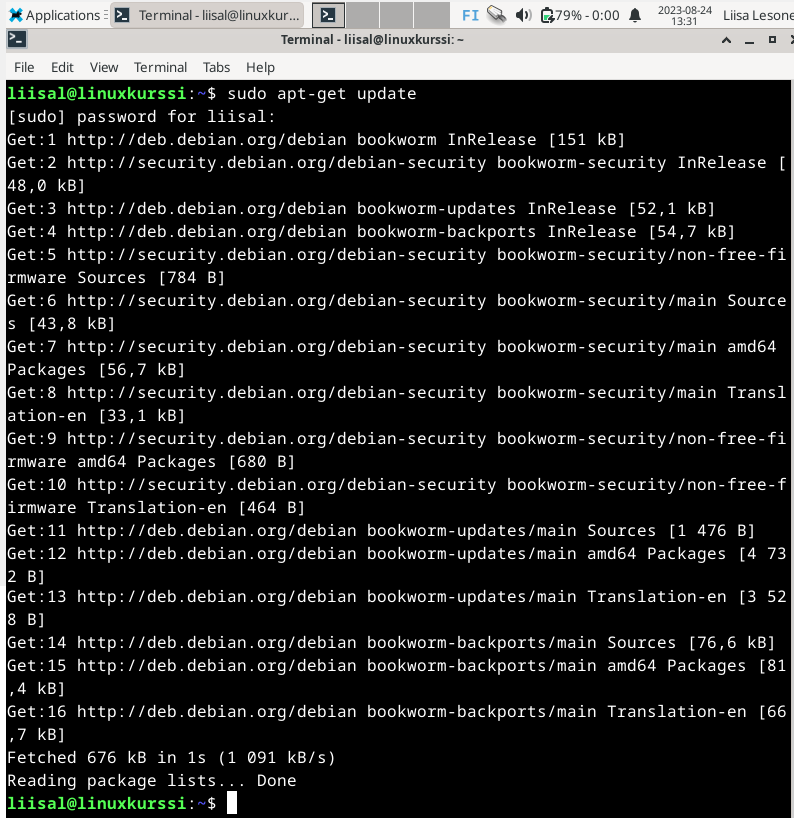 Applications
Terminal - liisal@linuxkur...
FI
79% - 0:00
2023-08-24
13:31
Liisa Lesone
Terminal - liisal@linuxkurssi: ~
File Edit View Terminal Tabs Help
liisal@linuxkurssi:~$ sudo apt-get update
[sudo] password for liisal:
Get:1 http://deb.debian.org/debian bookworm InRelease [151 kB]
Get:2 http://security.debian.org/debian-security bookworm-security InRelease [
48,0 kB]
Get:3 http://deb.debian.org/debian bookworm-updates InRelease [52,1 kB]
Get:4 http://deb.debian.org/debian bookworm-backports InRelease [54,7 kB]
Get:5 http://security.debian.org/debian-security bookworm-security/non-free-fi
rmware Sources [784 B]
Get:6 http://security.debian.org/debian-security bookworm-security/main Source
s [43,8 kB]
Get:7 http://security.debian.org/debian-security bookworm-security/main amd64
Packages [56,7 kB]
Get:8 http://security.debian.org/debian-security bookworm-security/main Transl
ation-en [33,1 kB]
Get:9 http://security.debian.org/debian-security bookworm-security/non-free-fi
rmware amd64 Packages [680 B]
Get:10 http://security.debian.org/debian-security bookworm-security/non-free-f
irmware Translation-en [464 B]
Get:11 http://deb.debian.org/debian bookworm-updates/main Sources [1 476 B]
Get:12 http://deb.debian.org/debian bookworm-updates/main amd64 Packages [4 73
2 B]
Get:13 http://deb.debian.org/debian bookworm-updates/main Translation-en [3 52
8 B]
Get:14 http://deb.debian.org/debian bookworm-backports/main Sources [76,6 kB]
Get:15 http://deb.debian.org/debian bookworm-backports/main amd64 Packages [81
,4 kB]
Get:16 http://deb.debian.org/debian bookworm-backports/main Translation-en [66
,7 kB]
Fetched 676 kB in 1s (1 091 kB/s)
Reading package lists... Done
liisal@linuxkurssi:~$